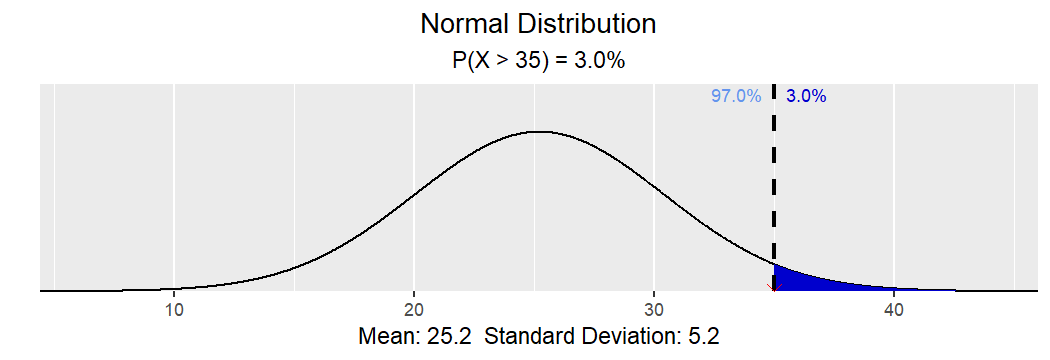 Normal Distribution
P(X > 35) = 3.0%
97.0% 3.0%
10 20 30 40
Mean: 25.2 Standard Deviation: 5.2